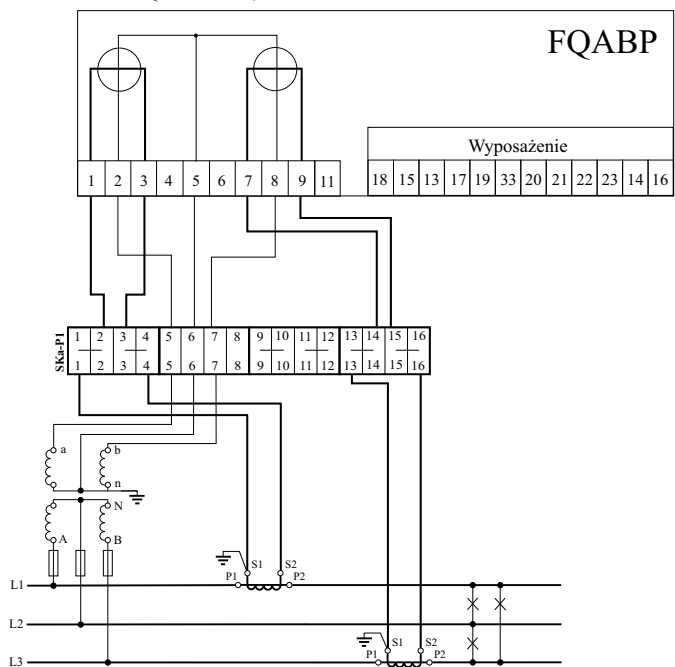 FQABP
Wyposażenie
1 2 3 4 5 6 7 8 9 11
18 15 13 17 19 33 20 21 22 23 14 16
SKa-P1
1 2 3 4 5 6 7 8 9 10 11 12 13 14 15 16
1 2 3 4 5 6 7 8 9 10 11 12 13 14 15 16
a b
n
N
A B
S1 S2
L1 P1 P2
L2
S1 S2
L3 P1 P2